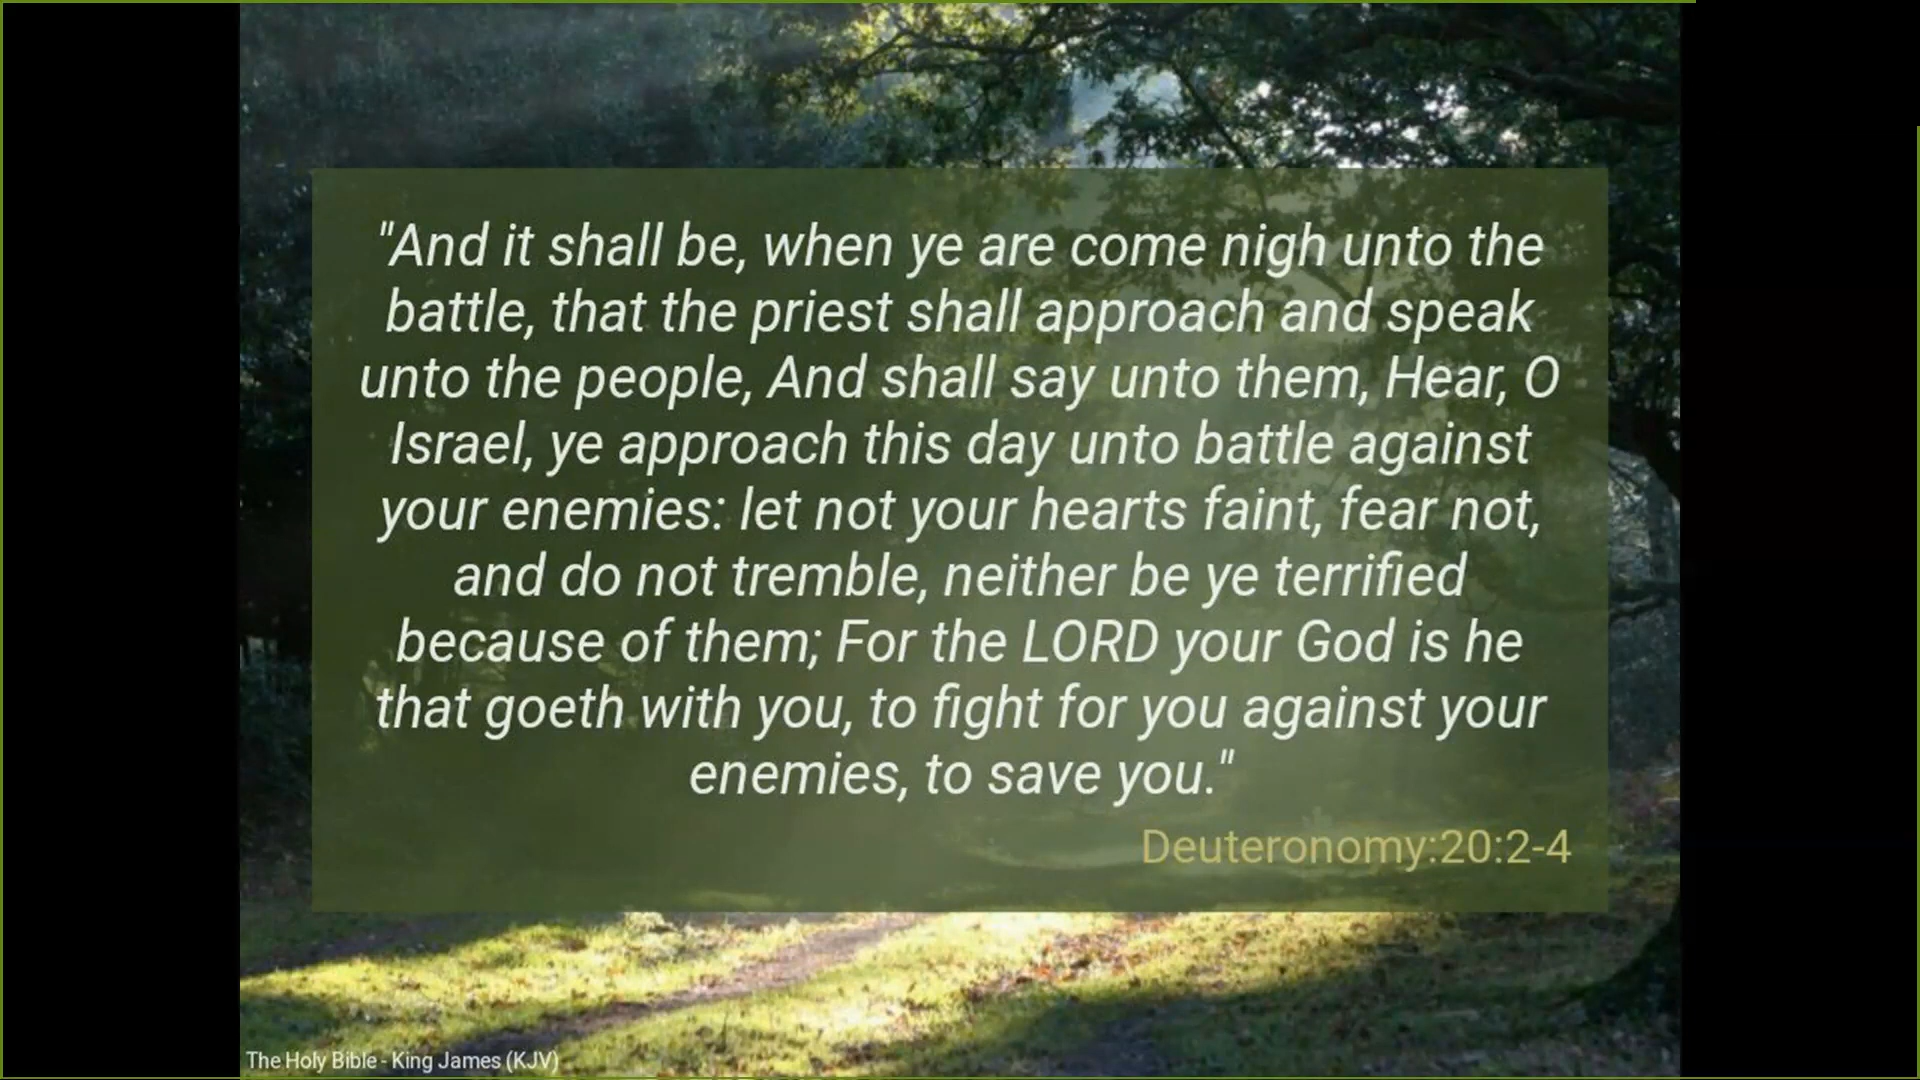 "And it shall be, when ye are come nigh unto the
battle, that the priest shall approach and speak
unto the people, And shall say unto them, Hear, O
Israel, ye approach this day unto battle against
your enemies: let not your hearts faint, fear not,
and do not tremble, neither be ye terrified
because of them; For the LORD your God is he
that goeth with you, to fight for you against your
enemies, to save you."
Deuteronomy:20:2-4
The Holy Bible - King James (KJV)